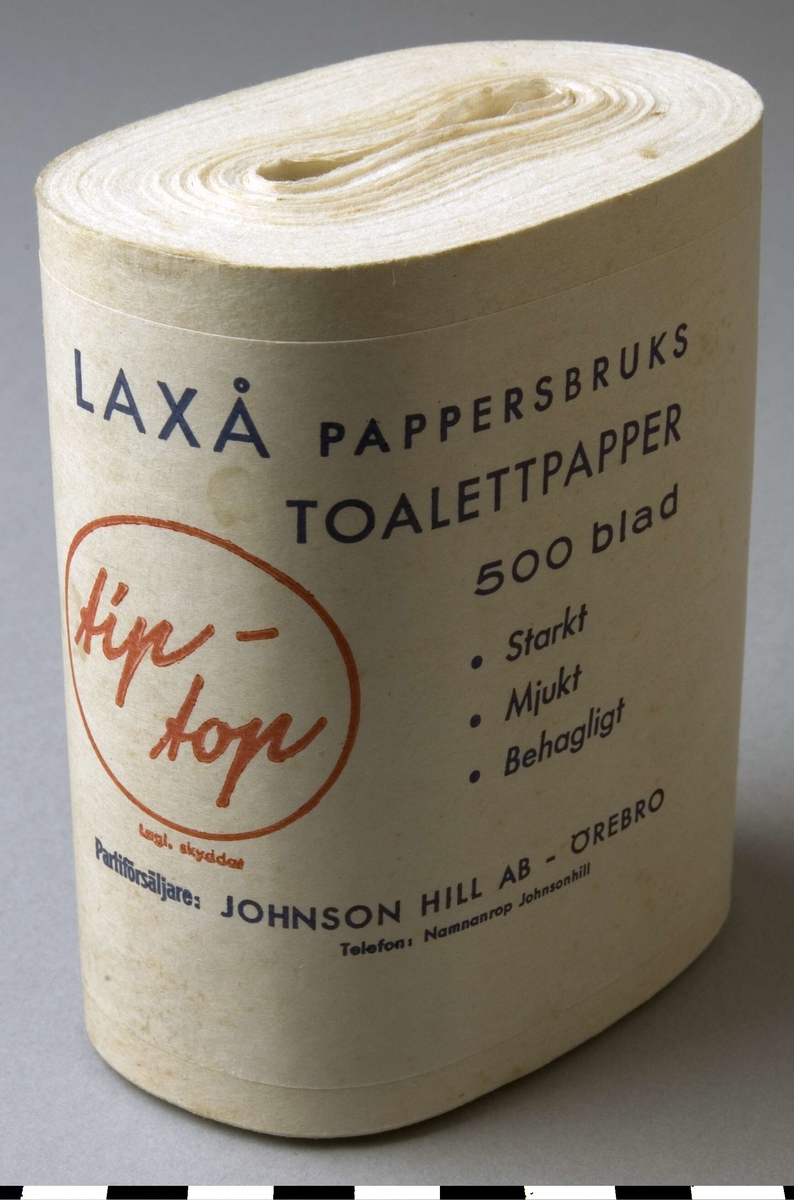 LAXÅ PAPPERSBRUKS
TOALETTPAPPER
500 blad
tip-
top
Lagl. skyddat
• Starkt
• Mjukt
• Behagligt
Partiförsäljare: JOHNSON HILL AB - ÖREBRO
Telefon: Namnanrop Johnsonhill